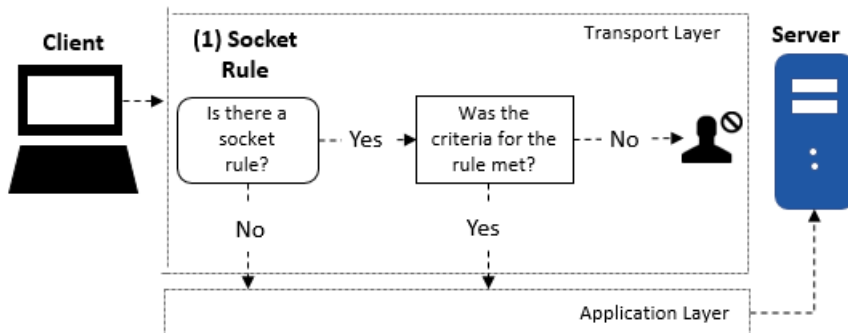 Client
(1) Socket
Rule
Transport Layer
Server
Is there a
socket
rule?
Yes
Was the
criteria for the
rule met?
No
No
Yes
Application Layer